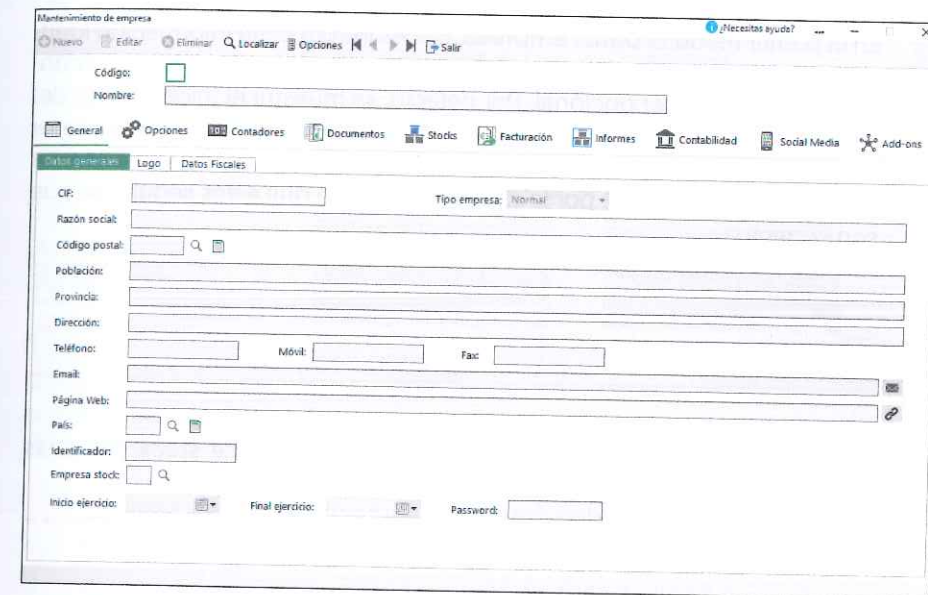 Mantenimiento de empresa
¿Necesitas ayuda? ...
Nuevo Editar Eliminar Localizar Opciones Salir
Código:
Nombre:
General Opciones Contadores Documentos Stocks Facturación Informes Contabilidad Social Media Add-ons
Datos generales Logo Datos Fiscales
CIF: Tipo empresa: Normal
Razón social:
Código postal:
Población:
Provincia:
Dirección:
Teléfono: Móvil: Fax:
Email:
Página Web:
País:
Identificador:
Empresa stock:
Inicio ejercicio: Final ejercicio: Password: